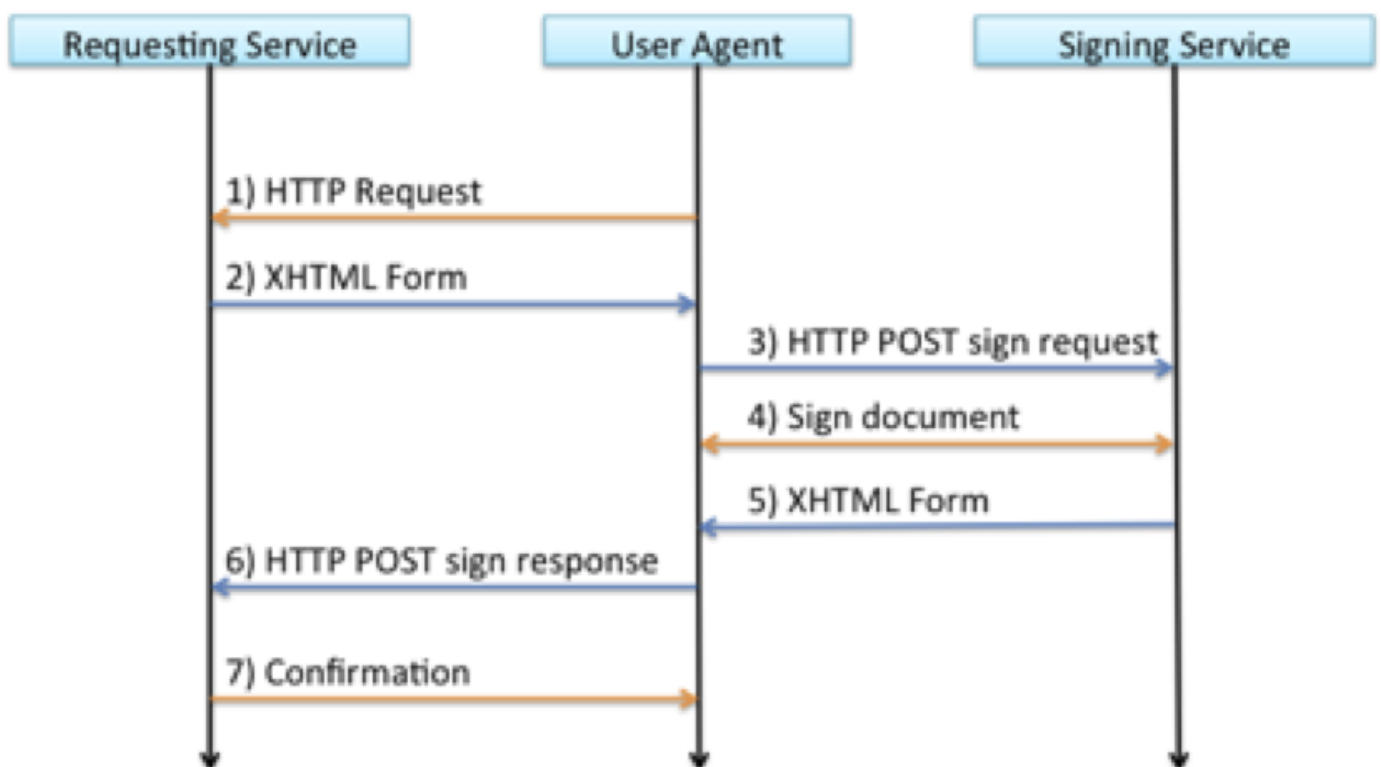 Requesting Service
User Agent
Signing Service
1) HTTP Request
2) XHTML Form
3) HTTP POST sign request
4) Sign document
5) XHTML Form
6) HTTP POST sign response
7) Confirmation